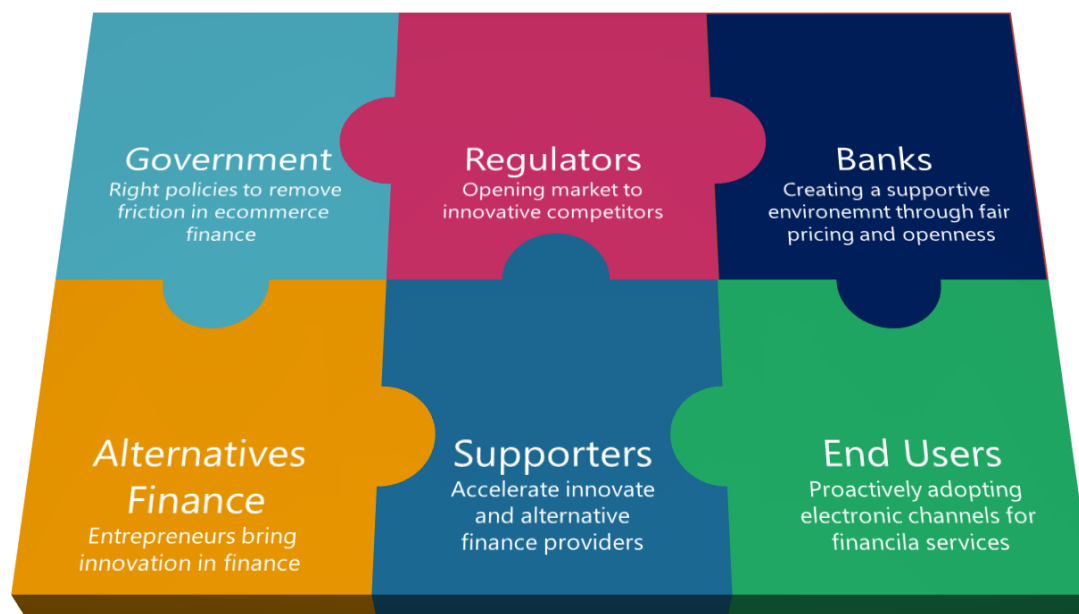 Government
Right policies to remove
friction in ecommerce
finance
Regulators
Opening market to
innovative competitors
Banks
Creating a supportive
environemnt through fair
pricing and openness
Alternatives
Finance
Entrepreneurs bring
innovation in finance
Supporters
Accelerate innovate
and alternative
finance providers
End Users
Proactively adopting
electronic channels for
financila services